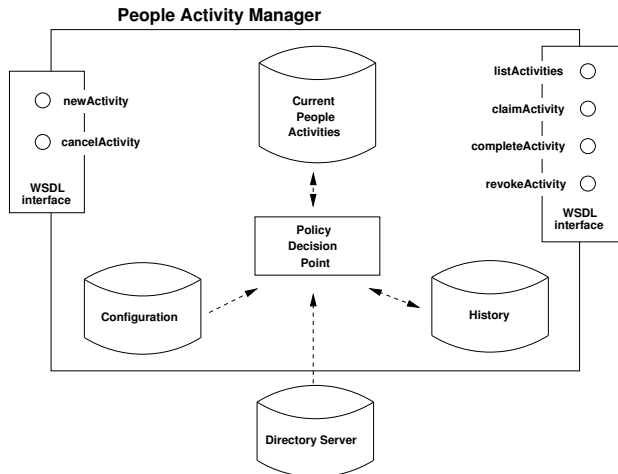 People Activity Manager
newActivity
cancelActivity
WSDL
interface
Current
People
Activities
listActivities
claimActivity
completeActivity
revokeActivity
WSDL
interface
Policy
Decision
Point
Configuration
History
Directory Server